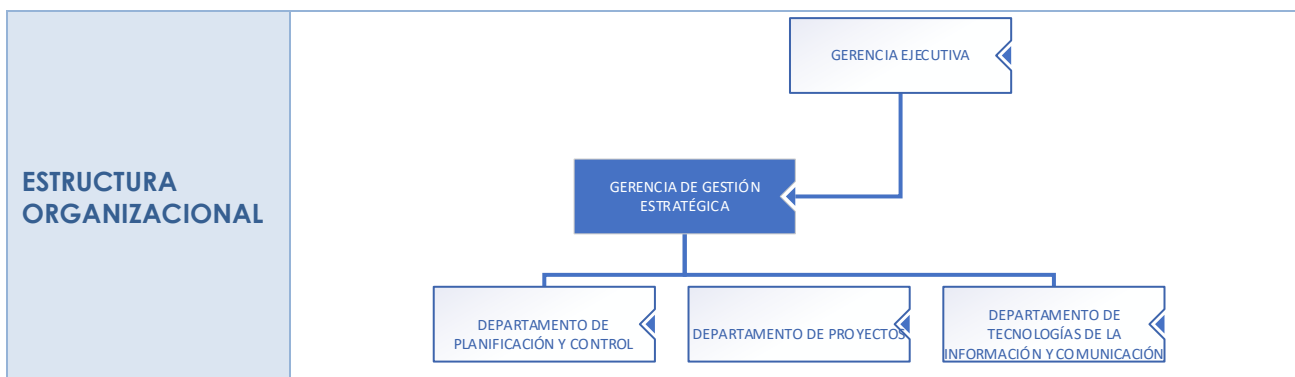 ESTRUCTURA
ORGANIZACIONAL
GERENCIA EJECUTIVA
GERENCIA DE GESTIÓN
ESTRATÉGICA
DEPARTAMENTO DE
PLANIFICACIÓN Y CONTROL
DEPARTAMENTO DE PROYECTOS
DEPARTAMENTO DE
TECNOLOGÍAS DE LA
INFORMACIÓN Y COMUNICACIÓN